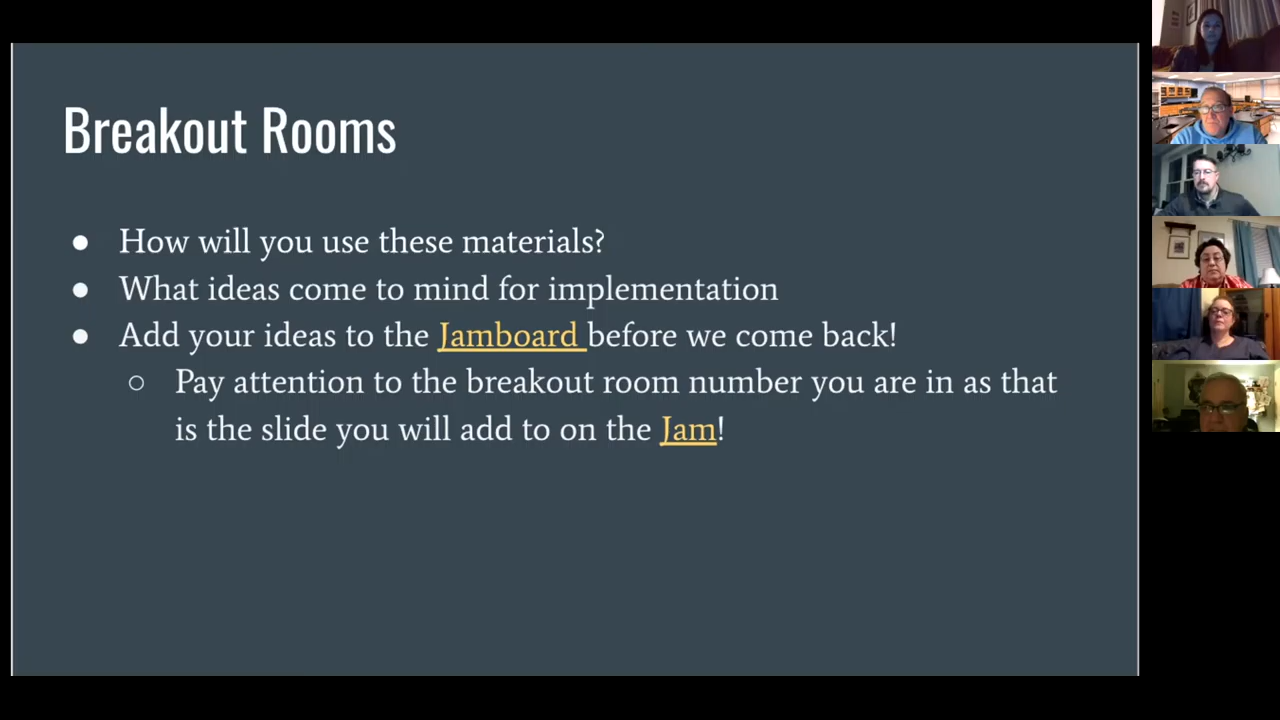 Breakout Rooms
● How will you use these materials?
● What ideas come to mind for implementation
● Add your ideas to the Jamboard before we come back!
○ Pay attention to the breakout room number you are in as that
is the slide you will add to on the Jam!